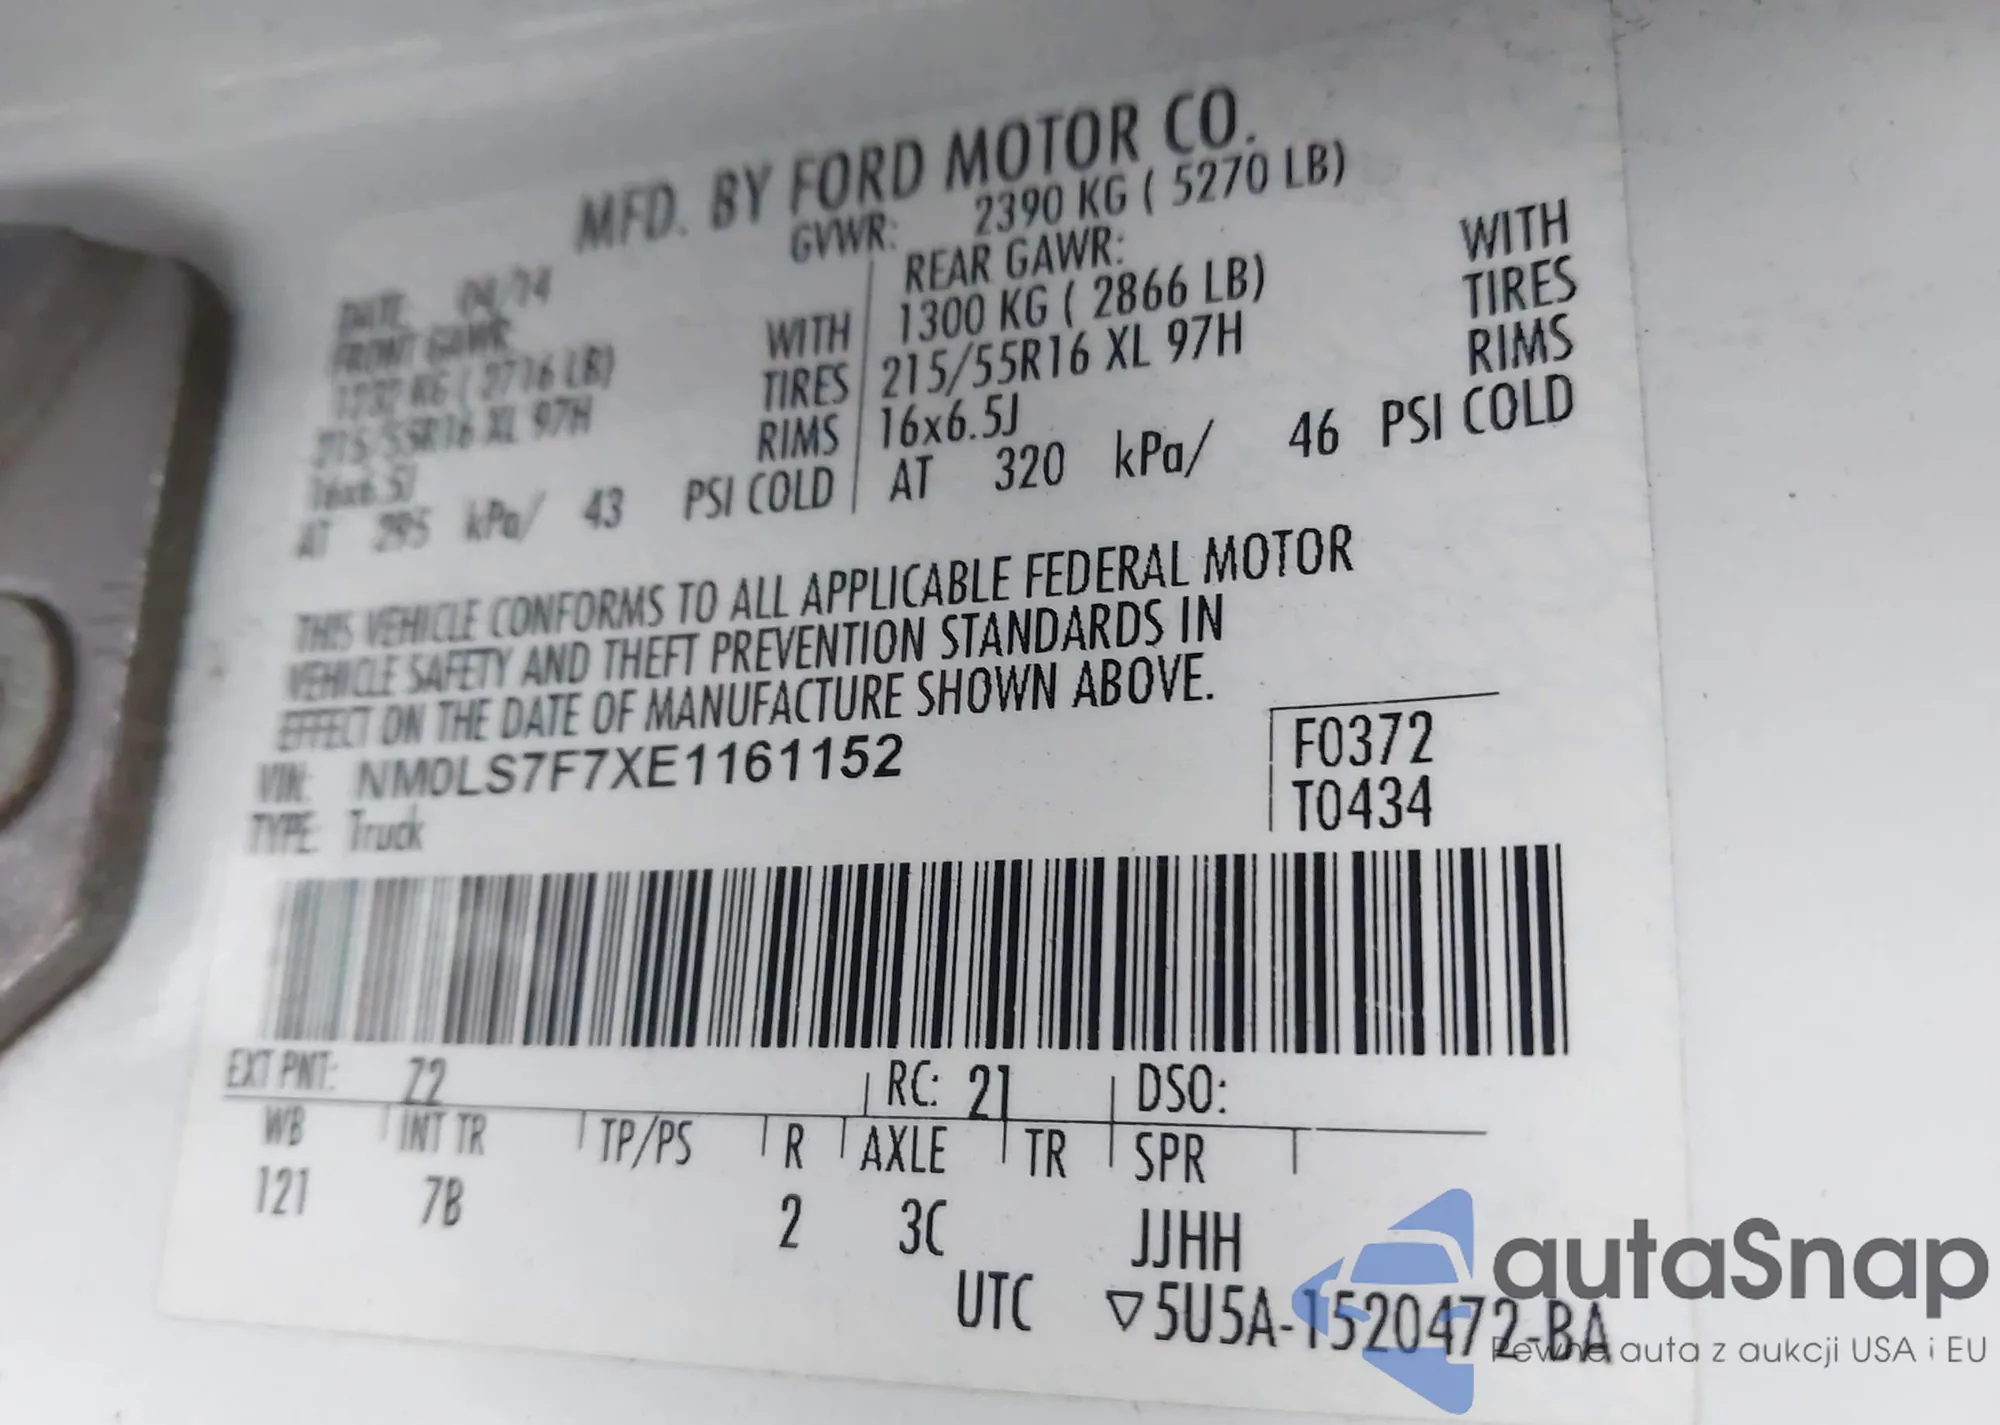 MFD. BY FORD MOTOR CO.
DATE: 04/14 GVWR: 2390 KG ( 5270 LB)
FRONT GAWR: REAR GAWR:
1232 KG ( 2716 LB) WITH 1300 KG ( 2866 LB) WITH
215/55R16 XL 97H TIRES 215/55R16 XL 97H TIRES
16x6.5J RIMS 16x6.5J RIMS
AT 295 kPa/ 43 PSI COLD AT 320 kPa/ 46 PSI COLD
THIS VEHICLE CONFORMS TO ALL APPLICABLE FEDERAL MOTOR
VEHICLE SAFETY AND THEFT PREVENTION STANDARDS IN
EFFECT ON THE DATE OF MANUFACTURE SHOWN ABOVE.
VIN: NM0LS7F7XE1161152 F0372
TYPE: Truck T0434
EXT PNT: Z2 RC: 21 DSO:
WB INT TR TP/PS R AXLE TR SPR
121 7B 2 3C JJHH
UTC ▽5U5A-1520472-BA
autaSnap
Pewne auta z aukcji USA i EU